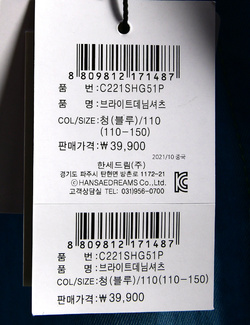 8 809812 171487
품 번:C221SHG51P
품 명:브라이트데님셔츠
COL/SIZE:청(블루)/110
(110-150)
판매가격:₩39,900
2021/10 중국
한세드림(주)
경기도 파주시 탄현면 방촌로 1172-21
ⓒHANSAEDREAMS Co.,Ltd.
고객상담실 TEL: 031)956-0700
8 809812 171487
품 번:C221SHG51P
품 명:브라이트데님셔츠
COL/SIZE:청(블루)/110(110-150)
판매가격:₩39,900